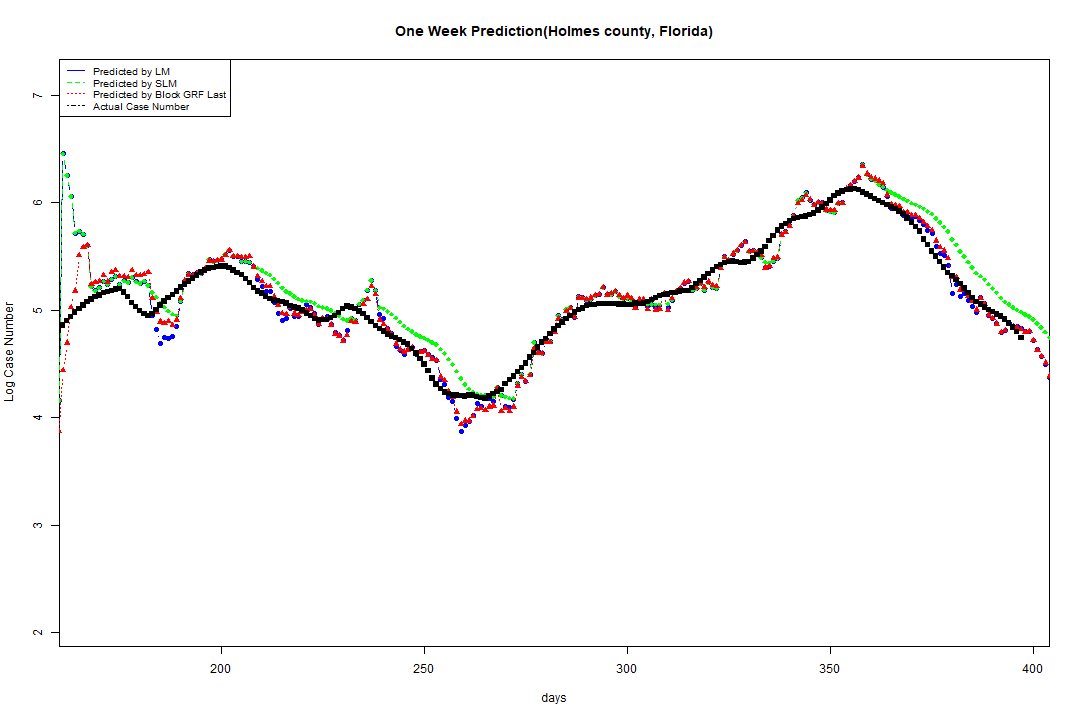 One Week Prediction(Holmes county, Florida)
Predicted by LM
Predicted by SLM
Predicted by Block GRF Last
Actual Case Number
Log Case Number
7
6
5
4
3
2
200
250
300
350
400
days